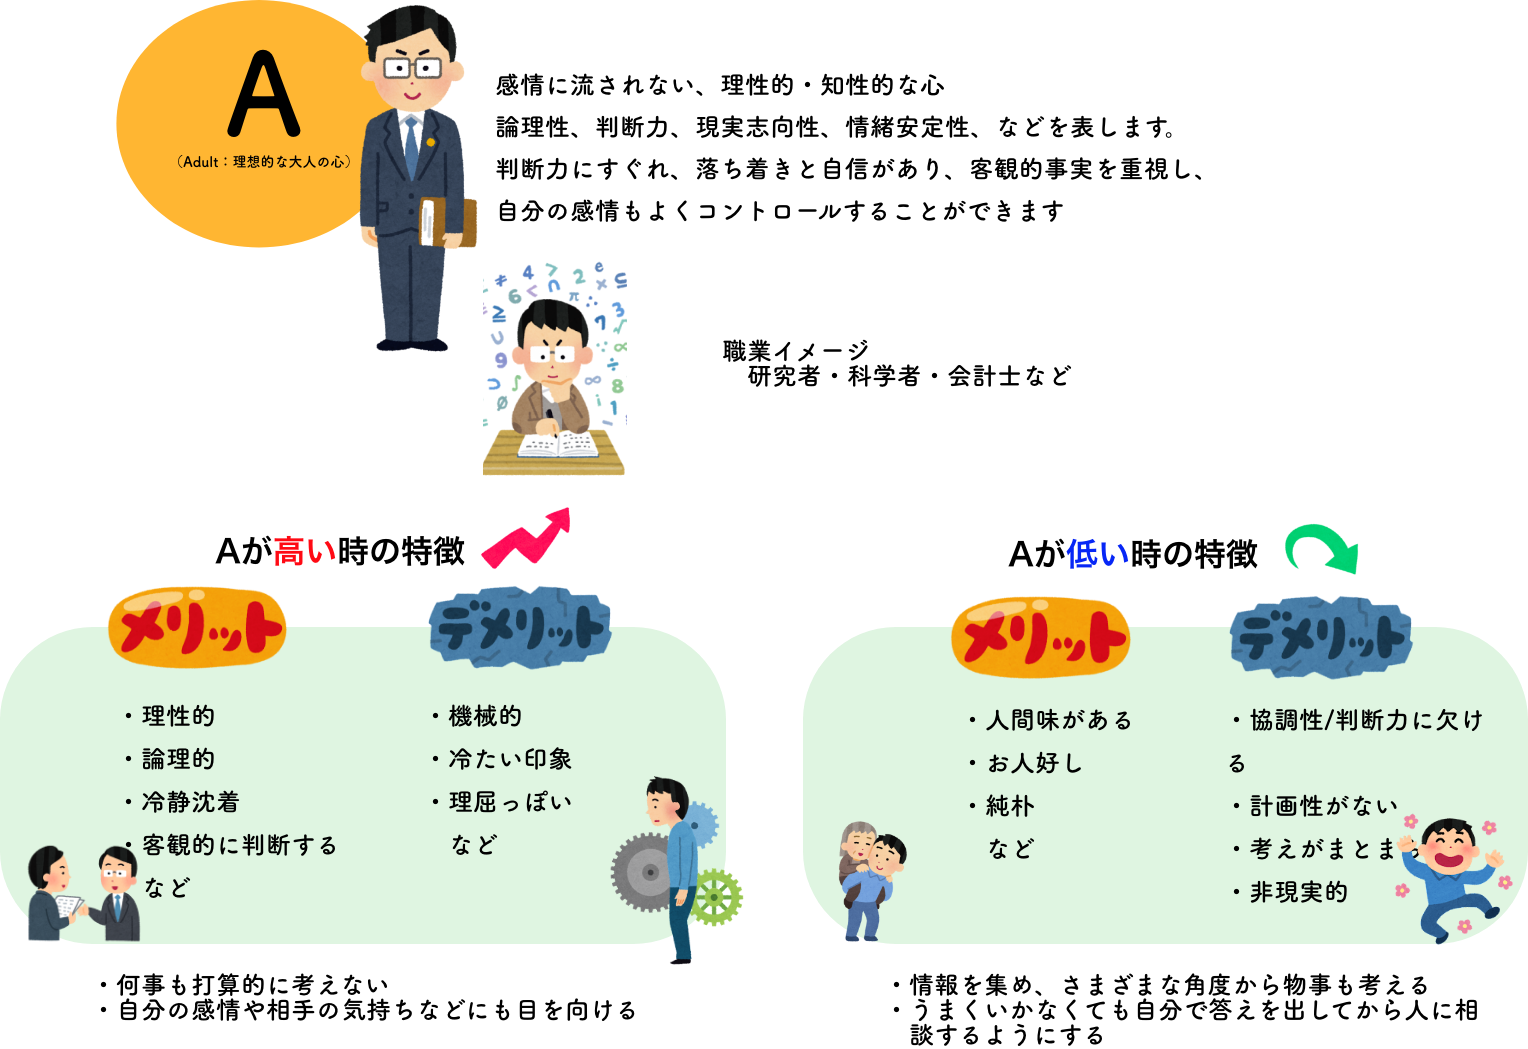 A
（Adult：理想的な大人の心）
感情に流されない、理性的・知性的な心
論理性、判断力、現実志向性、情緒安定性、などを表します。
判断力にすぐれ、落ち着きと自信があり、客観的事実を重視し、
自分の感情もよくコントロールすることができます
職業イメージ
研究者・科学者・会計士など
Aが高い時の特徴
メリット
・理性的
・論理的
・冷静沈着
・客観的に判断する
など
デメリット
・機械的
・冷たい印象
・理屈っぽい
など
・何事も打算的に考えない
・自分の感情や相手の気持ちなどにも目を向ける
Aが低い時の特徴
メリット
・人間味がある
・お人好し
・純朴
など
デメリット
・協調性/判断力に欠け
る
・計画性がない
・考えがまとま
・非現実的
・情報を集め、さまざまな角度から物事も考える
・うまくいかなくても自分で答えを出してから人に相
談するようにする